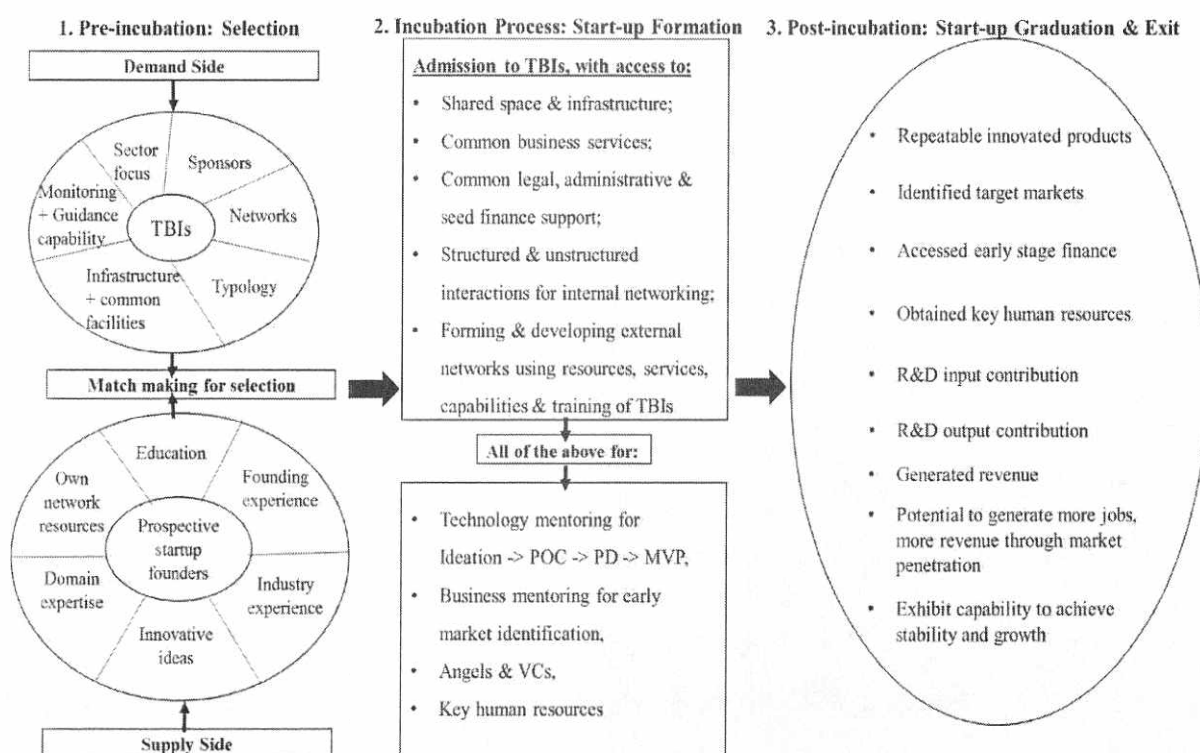 1. Pre-incubation: Selection
Demand Side
Sector
focus
Sponsors
Monitoring
+ Guidance
capability
TBIs
Networks
Infrastructure
+ common
facilities
Typology
Match making for selection
Education
Own
network
resources
Founding
experience
Prospective
startup
founders
Domain
expertise
Industry
experience
Innovative
ideas
Supply Side
2. Incubation Process: Start-up Formation
Admission to TBIs, with access to:
• Shared space & infrastructure;
• Common business services;
• Common legal, administrative &
seed finance support;
• Structured & unstructured
interactions for internal networking;
• Forming & developing external
networks using resources, services,
capabilities & training of TBIs
All of the above for:
• Technology mentoring for
Ideation -> POC -> PD -> MVP,
• Business mentoring for early
market identification,
• Angels & VCs,
• Key human resources
3. Post-incubation: Start-up Graduation & Exit
• Repeatable innovated products
• Identified target markets
• Accessed early stage finance
• Obtained key human resources
• R&D input contribution
• R&D output contribution
• Generated revenue
• Potential to generate more jobs,
more revenue through market
penetration
• Exhibit capability to achieve
stability and growth